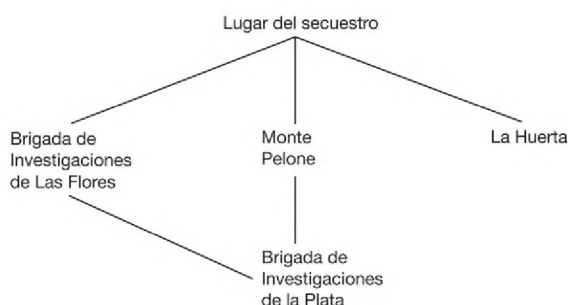 Lugar del secuestro
Brigada de
Investigaciones
de Las Flores
Monte
Pelone
La Huerta
Brigada de
Investigaciones
de la Plata